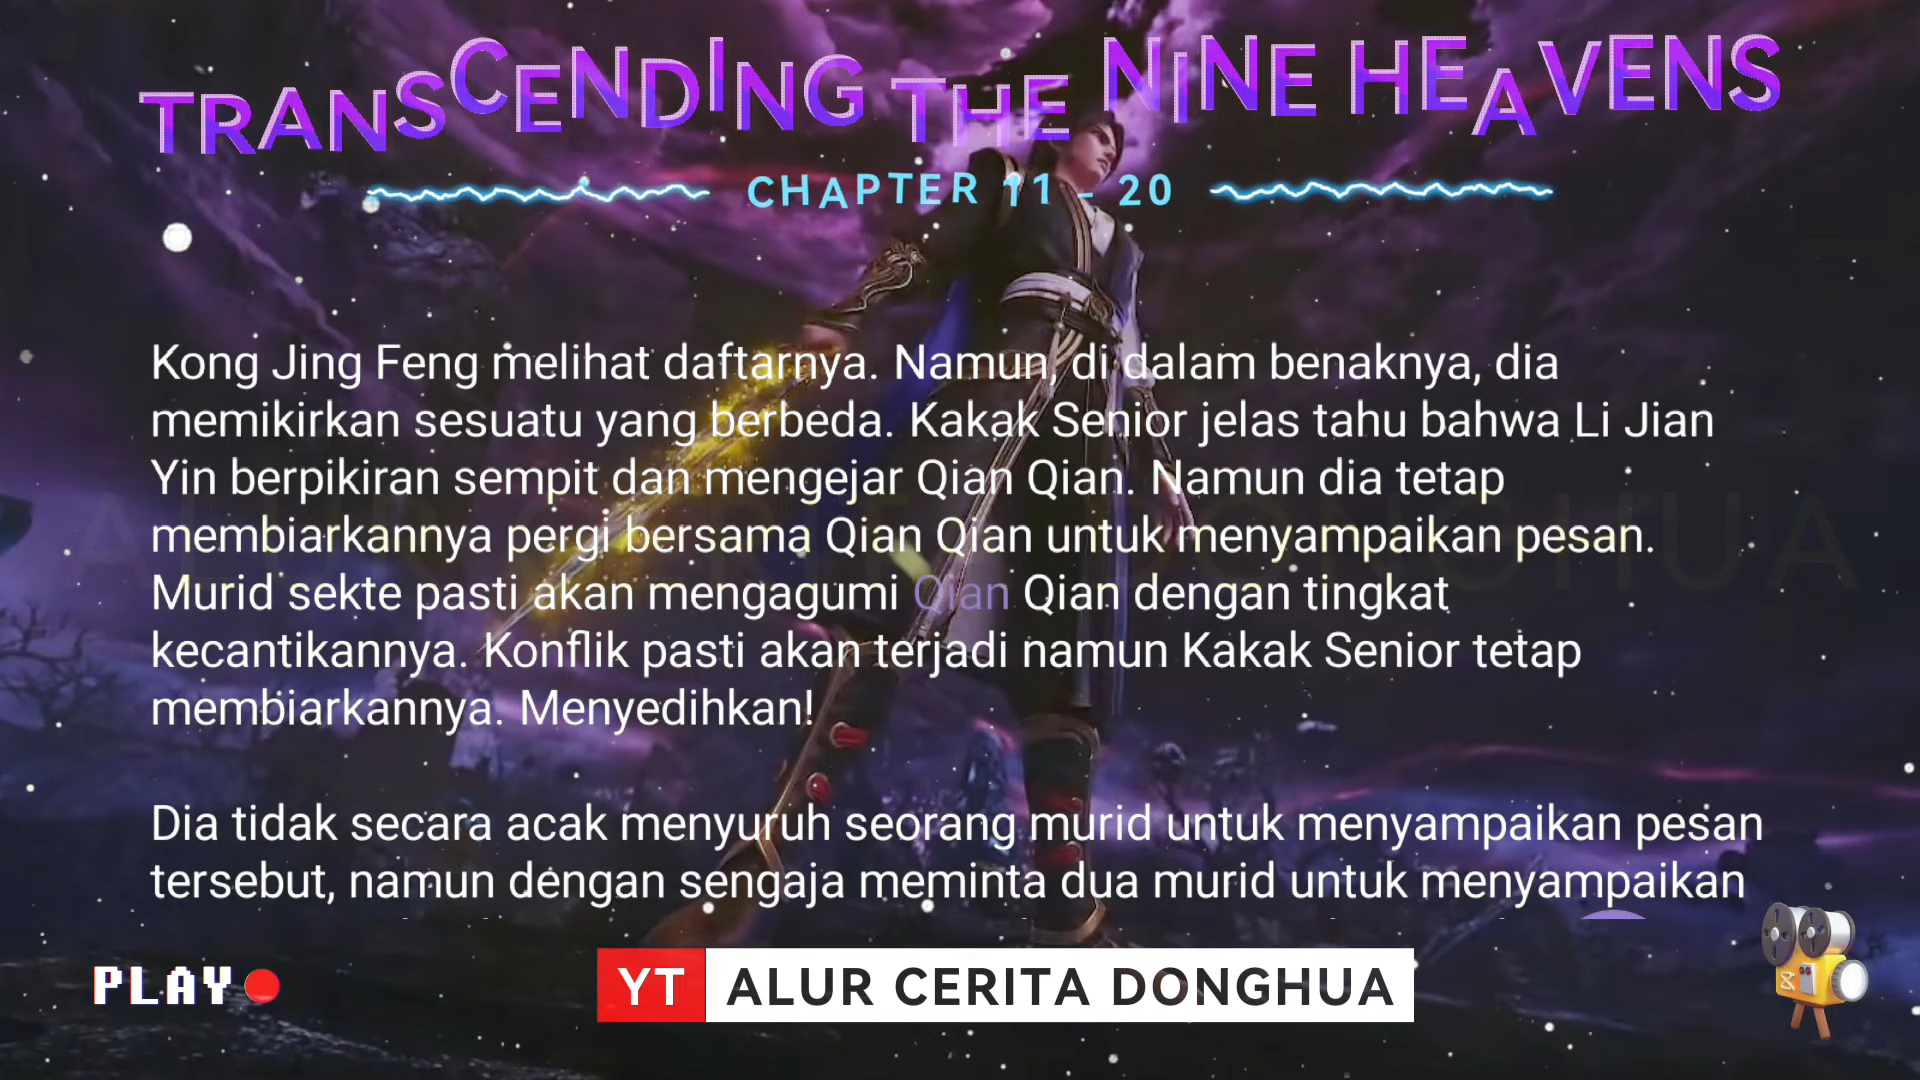 TRANSCENDING THE NINE HEAVENS
CHAPTER 11 - 20
Kong Jing Feng melihat daftarnya. Namun, di dalam benaknya, dia
memikirkan sesuatu yang berbeda. Kakak Senior jelas tahu bahwa Li Jian
Yin berpikiran sempit dan mengejar Qian Qian. Namun dia tetap
membiarkannya pergi bersama Qian Qian untuk menyampaikan pesan.
Murid sekte pasti akan mengagumi Qian Qian dengan tingkat
kecantikannya. Konflik pasti akan terjadi namun Kakak Senior tetap
membiarkannya. Menyedihkan!
Dia tidak secara acak menyuruh seorang murid untuk menyampaikan pesan
tersebut, namun dengan sengaja meminta dua murid untuk menyampaikan
PLAY
YT ALUR CERITA DONGHUA